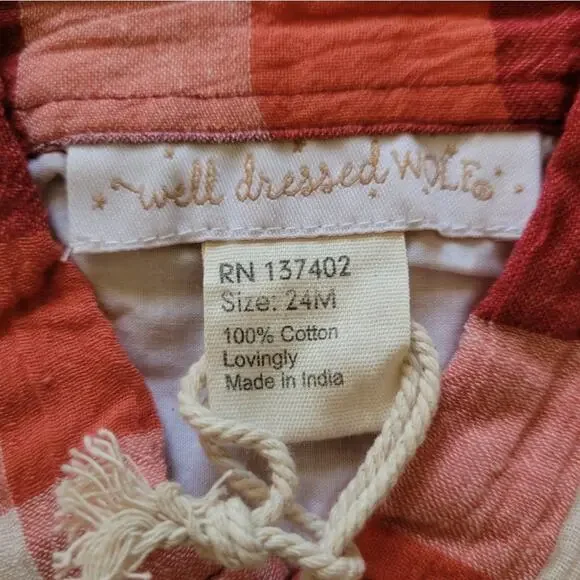 well dressed WOLF
RN 137402
Size: 24M
100% Cotton
Lovingly
Made in India